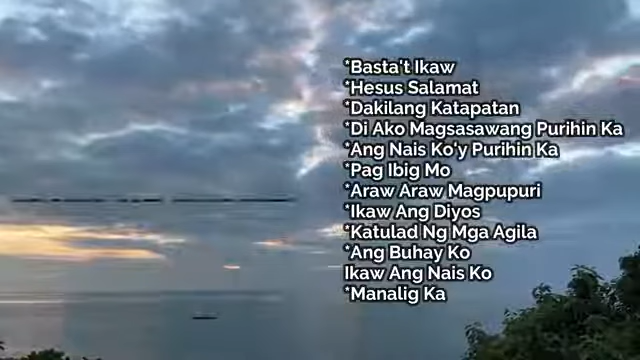 *Basta't Ikaw
*Hesus Salamat
*Dakilang Katapatan
*Di Ako Magsasawang Purihin Ka
*Ang Nais Ko'y Purihin Ka
*Pag Ibig Mo
*Araw Araw Magpupuri
*Ikaw Ang Diyos
*Katulad Ng Mga Agila
*Ang Buhay Ko
Ikaw Ang Nais Ko
*Manalig Ka